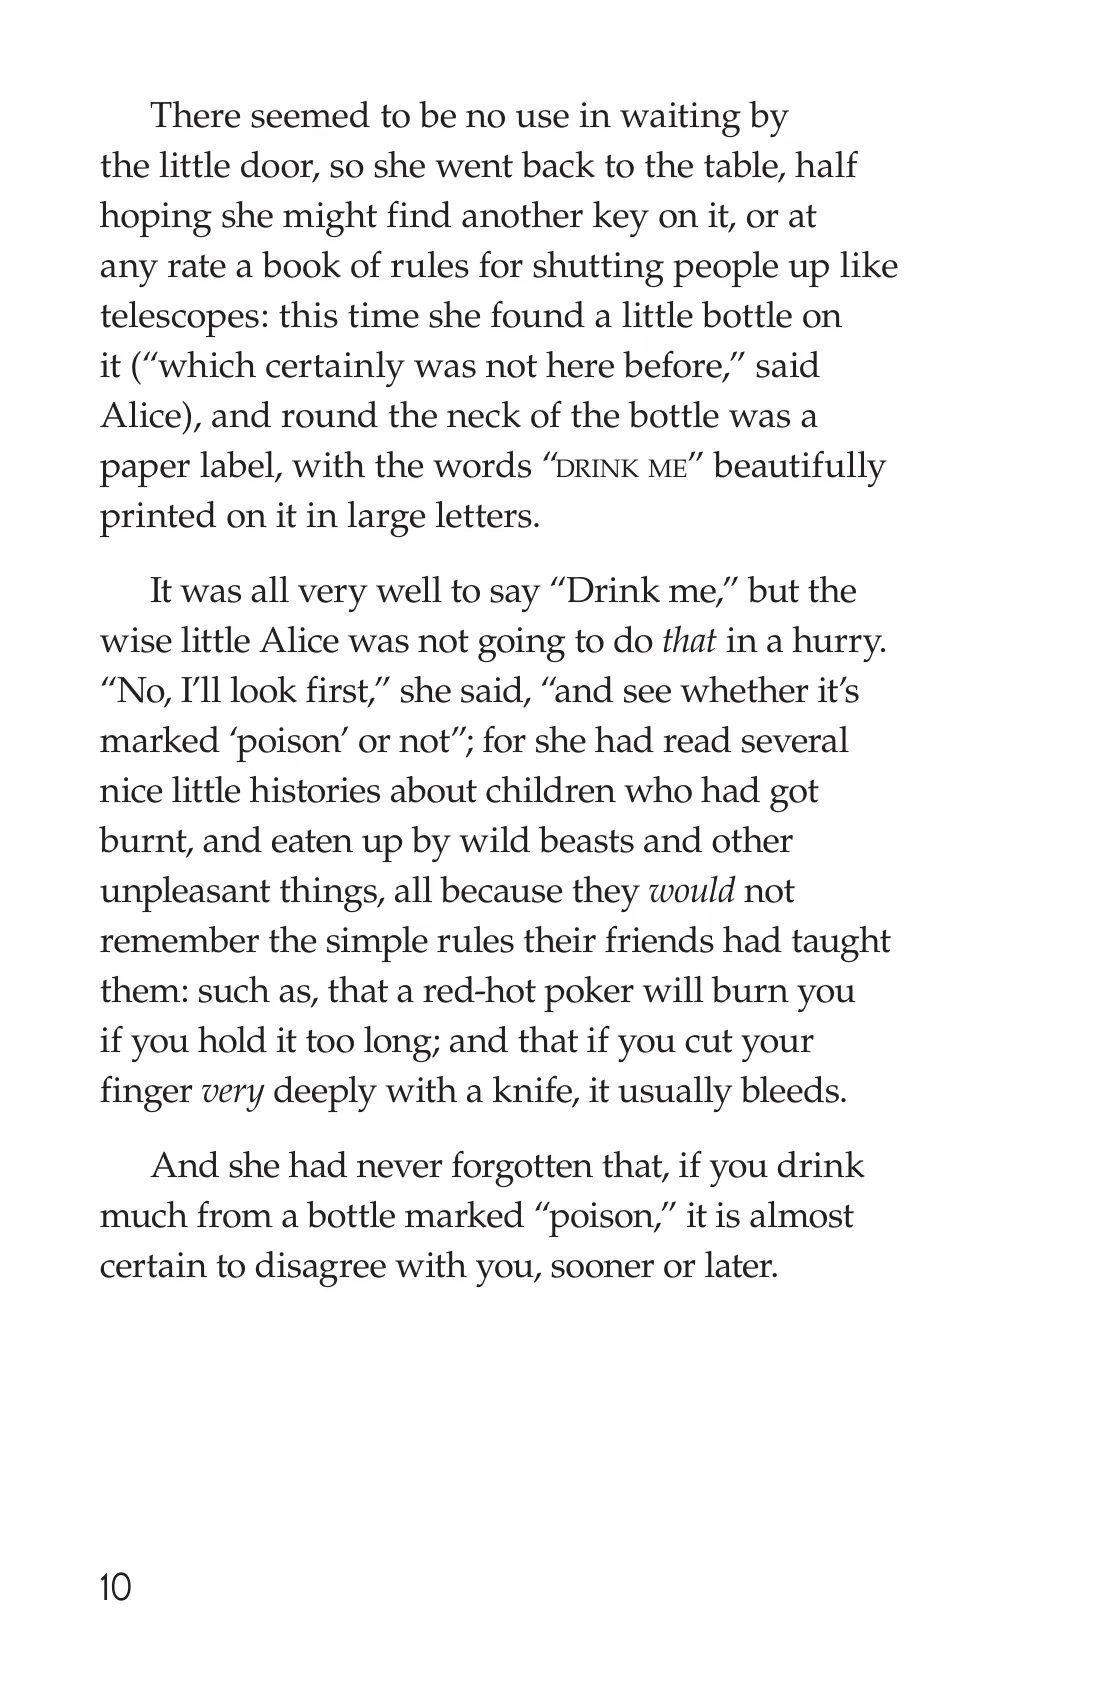 There seemed to be no use in waiting by
the little door, so she went back to the table, half
hoping she might find another key on it, or at
any rate a book of rules for shutting people up like
telescopes: this time she found a little bottle on
it (“which certainly was not here before,” said
Alice), and round the neck of the bottle was a
paper label, with the words “DRINK ME” beautifully
printed on it in large letters.
It was all very well to say “Drink me,” but the
wise little Alice was not going to do that in a hurry.
“No, I’ll look first,” she said, “and see whether it’s
marked ‘poison’ or not”; for she had read several
nice little histories about children who had got
burnt, and eaten up by wild beasts and other
unpleasant things, all because they would not
remember the simple rules their friends had taught
them: such as, that a red-hot poker will burn you
if you hold it too long; and that if you cut your
finger very deeply with a knife, it usually bleeds.
And she had never forgotten that, if you drink
much from a bottle marked “poison,” it is almost
certain to disagree with you, sooner or later.
10